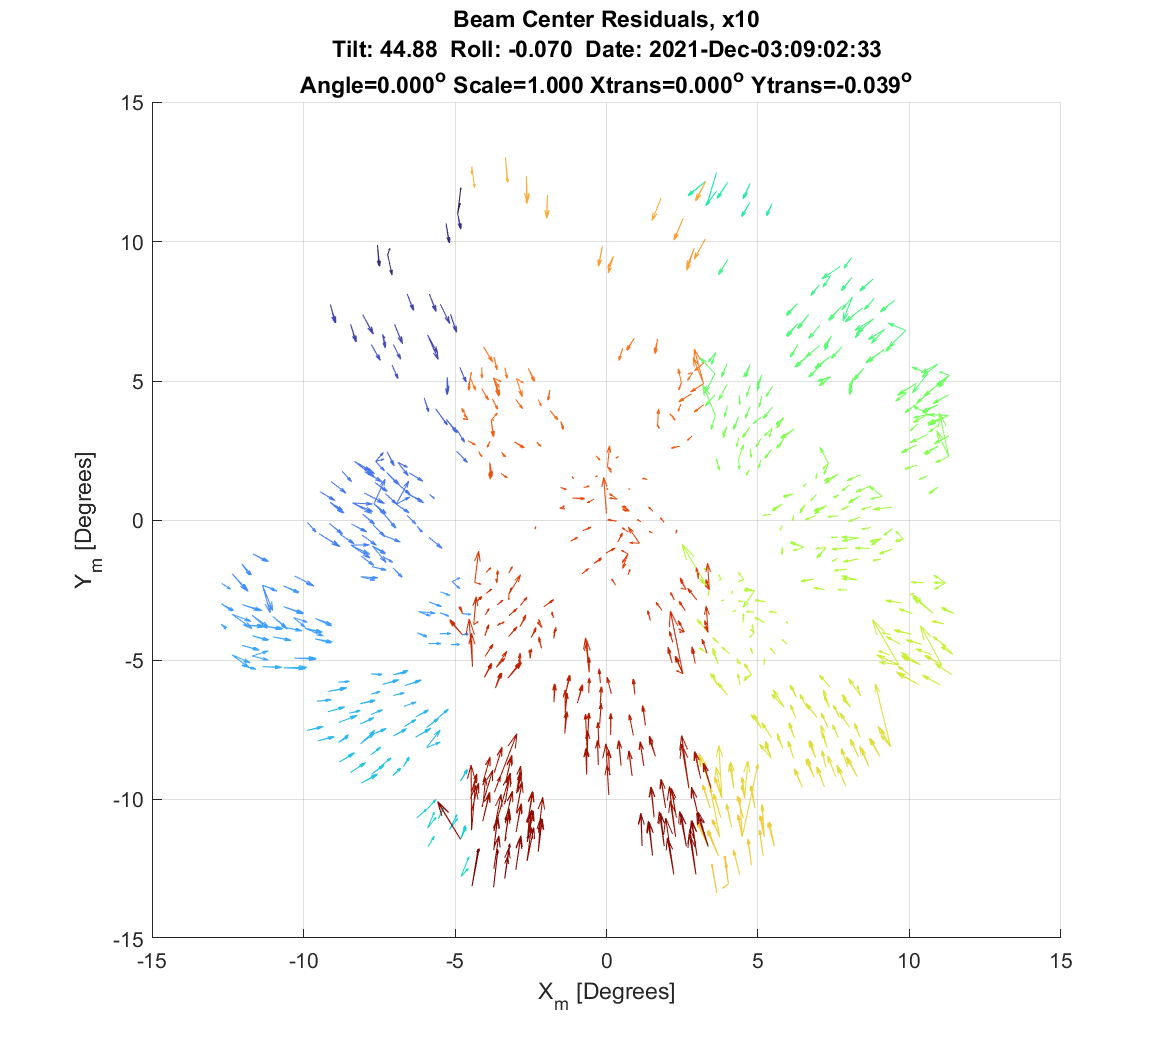 Beam Center Residuals, x10
Tilt: 44.88 Roll: -0.070 Date: 2021-Dec-03:09:02:33
Angle=0.000° Scale=1.000 Xtrans=0.000° Ytrans=-0.039°
15
10
5
0
-5
-10
-15
Y_m [Degrees]
-15 -10 -5 0 5 10 15
X_m [Degrees]